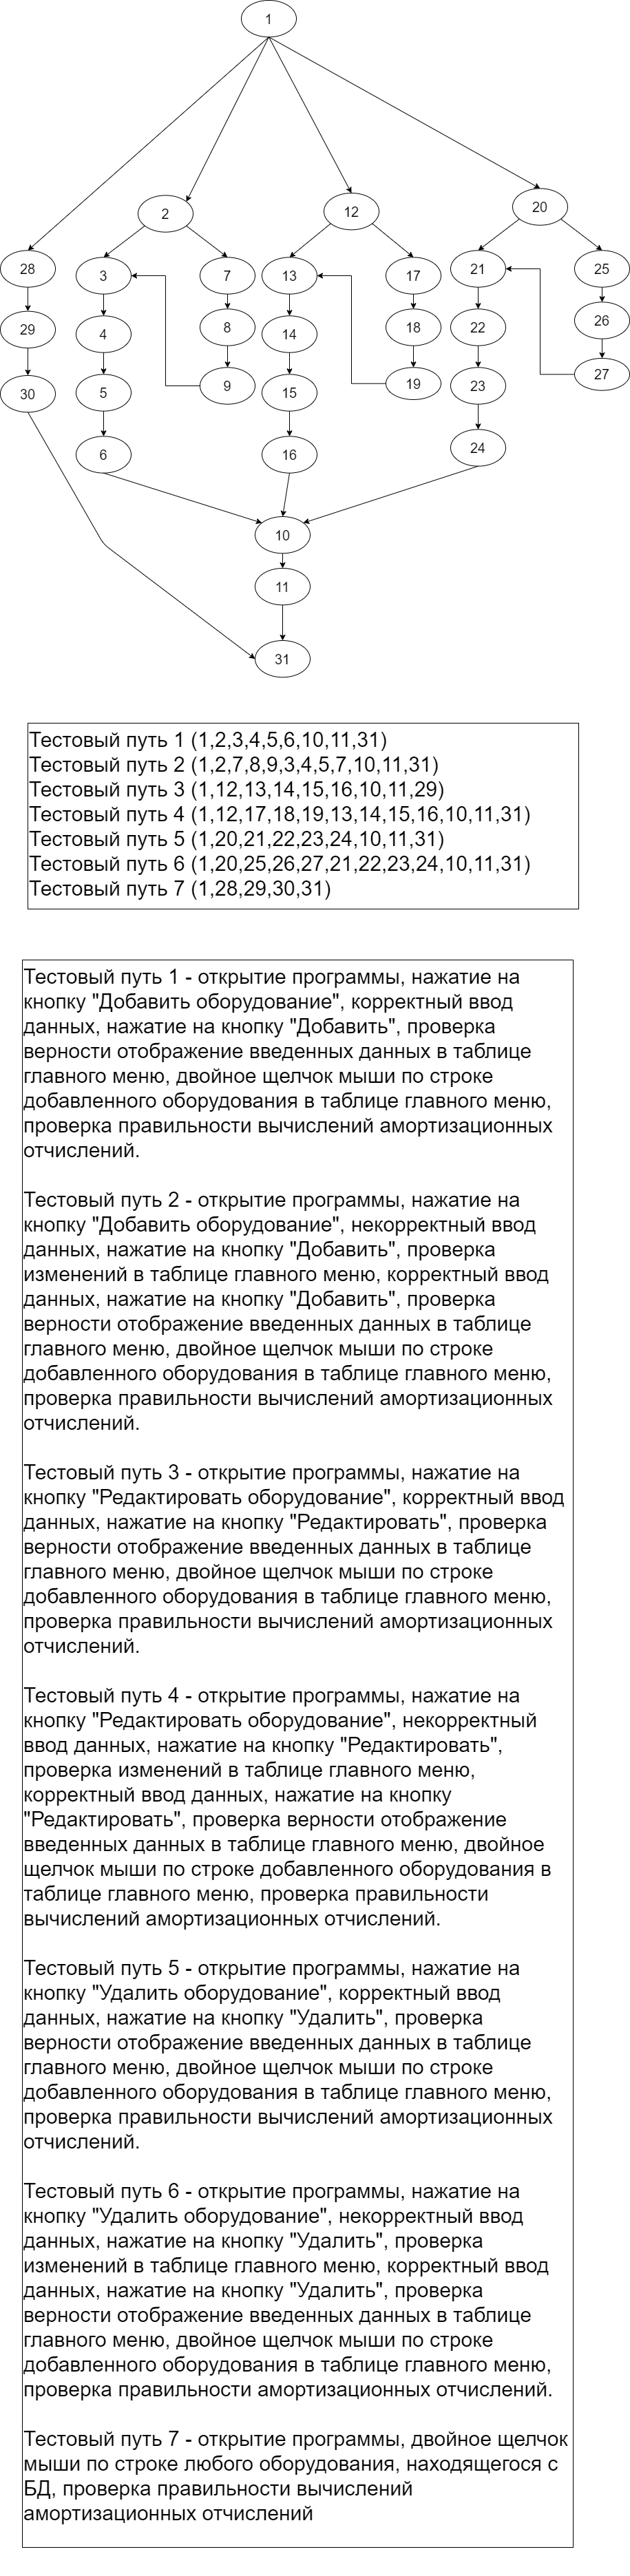 1
2
12
20
28
3
7
13
17
21
25
29
4
8
14
18
22
26
30
5
9
15
19
23
27
6
16
24
10
11
31
Тестовый путь 1 (1,2,3,4,5,6,10,11,31)
Тестовый путь 2 (1,2,7,8,9,3,4,5,7,10,11,31)
Тестовый путь 3 (1,12,13,14,15,16,10,11,29)
Тестовый путь 4 (1,12,17,18,19,13,14,15,16,10,11,31)
Тестовый путь 5 (1,20,21,22,23,24,10,11,31)
Тестовый путь 6 (1,20,25,26,27,21,22,23,24,10,11,31)
Тестовый путь 7 (1,28,29,30,31)
Тестовый путь 1 - открытие программы, нажатие на
кнопку "Добавить оборудование", корректный ввод
данных, нажатие на кнопку "Добавить", проверка
верности отображение введенных данных в таблице
главного меню, двойное щелчок мыши по строке
добавленного оборудования в таблице главного меню,
проверка правильности вычислений амортизационных
отчислений.
Тестовый путь 2 - открытие программы, нажатие на
кнопку "Добавить оборудование", некорректный ввод
данных, нажатие на кнопку "Добавить", проверка
изменений в таблице главного меню, корректный ввод
данных, нажатие на кнопку "Добавить", проверка
верности отображение введенных данных в таблице
главного меню, двойное щелчок мыши по строке
добавленного оборудования в таблице главного меню,
проверка правильности вычислений амортизационных
отчислений.
Тестовый путь 3 - открытие программы, нажатие на
кнопку "Редактировать оборудование", корректный ввод
данных, нажатие на кнопку "Редактировать", проверка
верности отображение введенных данных в таблице
главного меню, двойное щелчок мыши по строке
добавленного оборудования в таблице главного меню,
проверка правильности вычислений амортизационных
отчислений.
Тестовый путь 4 - открытие программы, нажатие на
кнопку "Редактировать оборудование", некорректный
ввод данных, нажатие на кнопку "Редактировать",
проверка изменений в таблице главного меню,
корректный ввод данных, нажатие на кнопку
"Редактировать", проверка верности отображение
введенных данных в таблице главного меню, двойное
щелчок мыши по строке добавленного оборудования в
таблице главного меню, проверка правильности
вычислений амортизационных отчислений.
Тестовый путь 5 - открытие программы, нажатие на
кнопку "Удалить оборудование", корректный ввод
данных, нажатие на кнопку "Удалить", проверка
верности отображение введенных данных в таблице
главного меню, двойное щелчок мыши по строке
добавленного оборудования в таблице главного меню,
проверка правильности вычислений амортизационных
отчислений.
Тестовый путь 6 - открытие программы, нажатие на
кнопку "Удалить оборудование", некорректный ввод
данных, нажатие на кнопку "Удалить", проверка
изменений в таблице главного меню, корректный ввод
данных, нажатие на кнопку "Удалить", проверка
верности отображение введенных данных в таблице
главного меню, двойное щелчок мыши по строке
добавленного оборудования в таблице главного меню,
проверка правильности амортизационных отчислений.
Тестовый путь 7 - открытие программы, двойное щелчок
мыши по строке любого оборудования, находящегося с
БД, проверка правильности вычислений
амортизационных отчислений